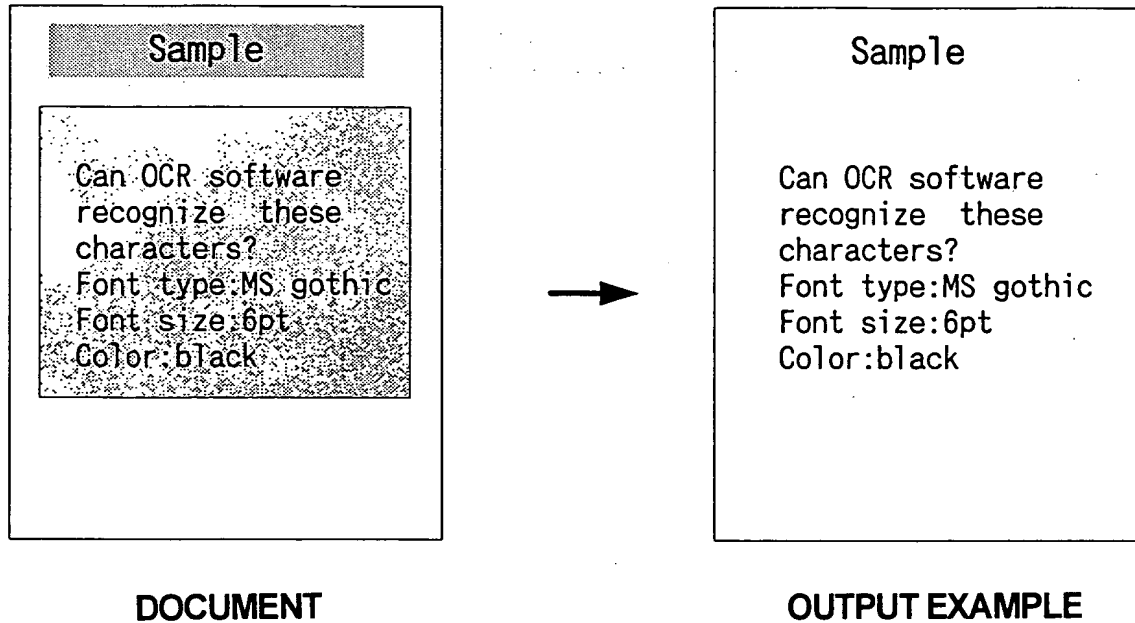 Sample
Can OCR software
recognize these
characters?
Font type:MS gothic
Font size:6pt
Color:black
DOCUMENT
Sample
Can OCR software
recognize these
characters?
Font type:MS gothic
Font size:6pt
Color:black
OUTPUT EXAMPLE